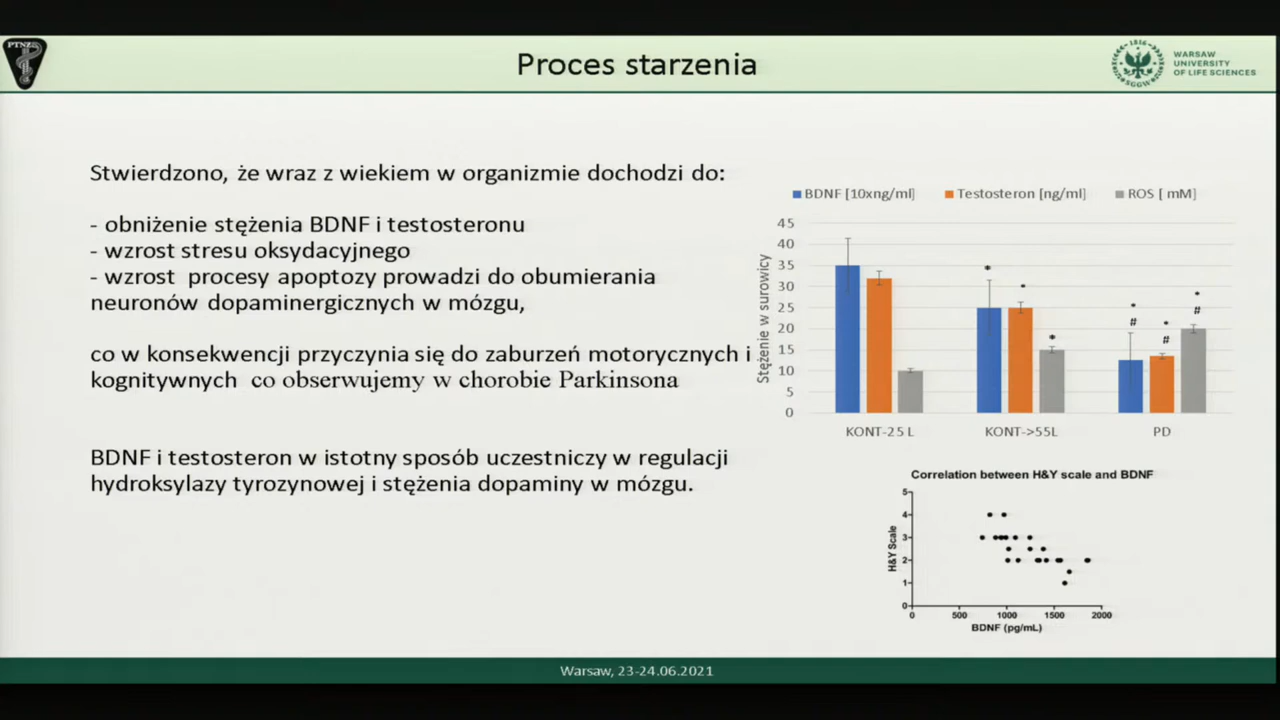 PTNZ
Proces starzenia
1816
SGGW
WARSAW
UNIVERSITY
OF LIFE SCIENCES
Stwierdzono, że wraz z wiekiem w organizmie dochodzi do:
- obniżenie stężenia BDNF i testosteronu
- wzrost stresu oksydacyjnego
- wzrost procesy apoptozy prowadzi do obumierania
neuronów dopaminergicznych w mózgu,
co w konsekwencji przyczynia się do zaburzeń motorycznych i
kognitywnych co obserwujemy w chorobie Parkinsona
BDNF i testosteron w istotny sposób uczestniczy w regulacji
hydroksylazy tyrozynowej i stężenia dopaminy w mózgu.
BDNF [10xng/ml] Testosteron [ng/ml] ROS [ mM]
Stężenie w surowicy
45
40
35
30
25
20
15
10
5
0
* * *
* # * # * #
KONT-25 L KONT->55L PD
Correlation between H&Y scale and BDNF
H&Y Scale
5
4
3
2
1
0
0 500 1000 1500 2000
BDNF (pg/mL)
Warsaw, 23-24.06.2021